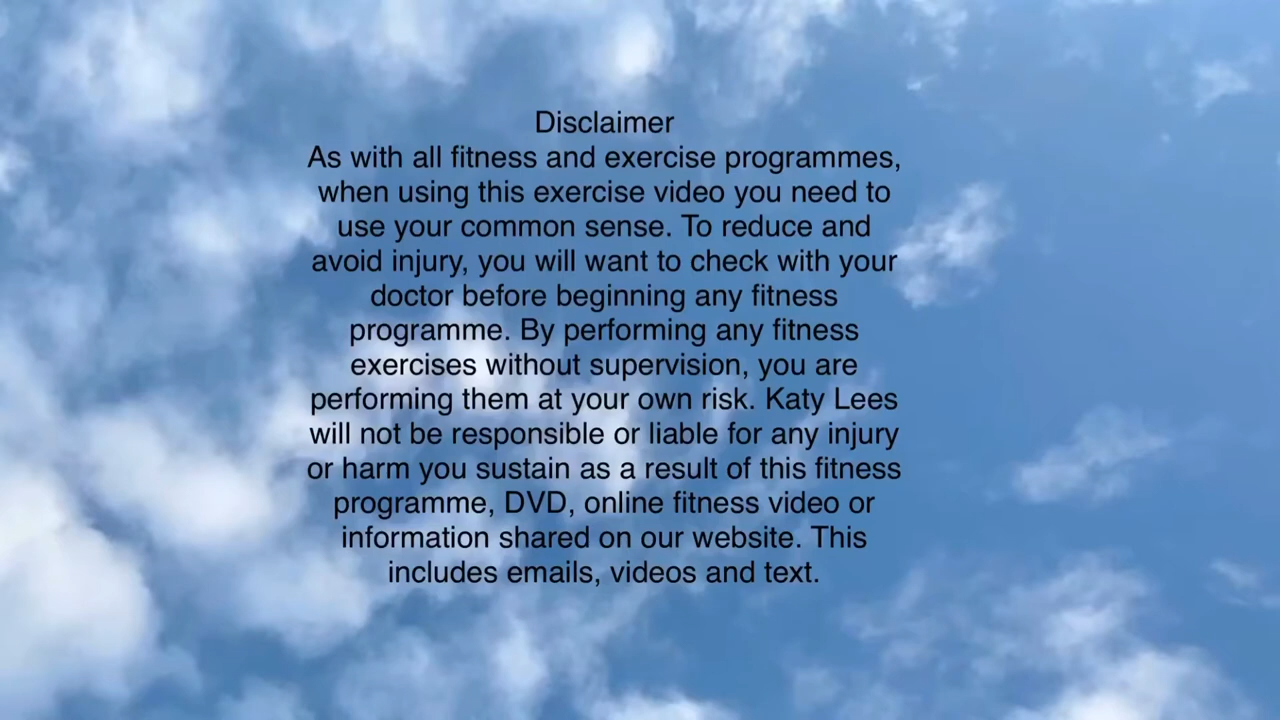 Disclaimer
As with all fitness and exercise programmes,
when using this exercise video you need to
use your common sense. To reduce and
avoid injury, you will want to check with your
doctor before beginning any fitness
programme. By performing any fitness
exercises without supervision, you are
performing them at your own risk. Katy Lees
will not be responsible or liable for any injury
or harm you sustain as a result of this fitness
programme, DVD, online fitness video or
information shared on our website. This
includes emails, videos and text.